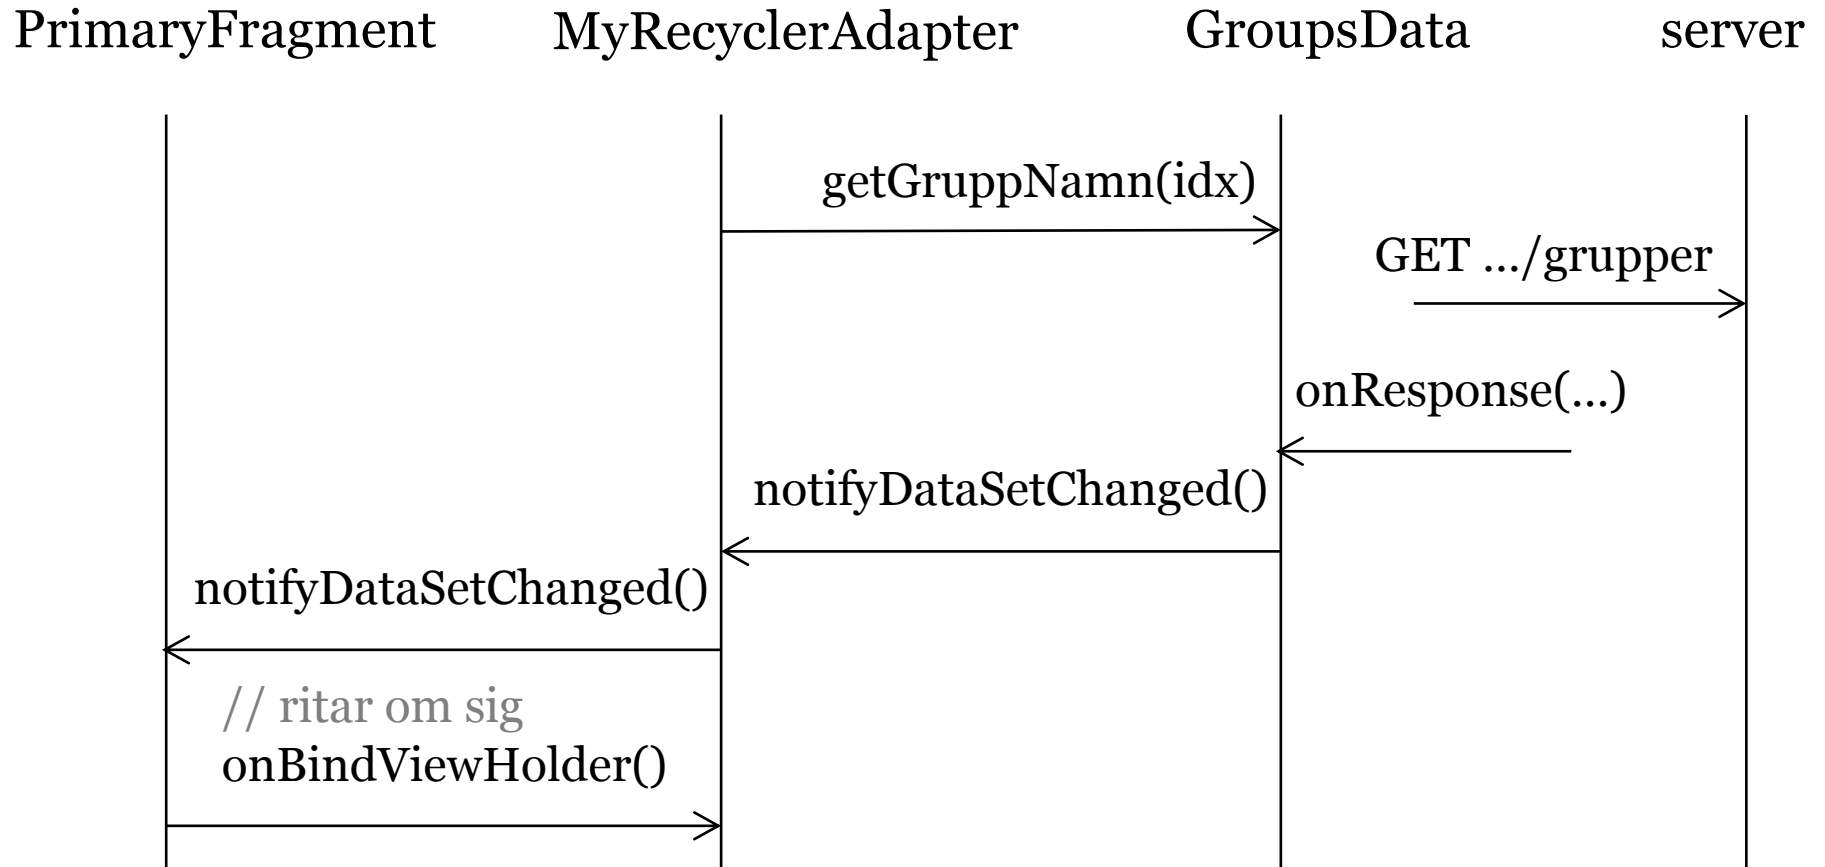 PrimaryFragment MyRecyclerAdapter GroupsData server
getGruppNamn(idx)
GET .../grupper
onResponse(...)
notifyDataSetChanged()
notifyDataSetChanged()
// ritar om sig
onBindViewHolder()